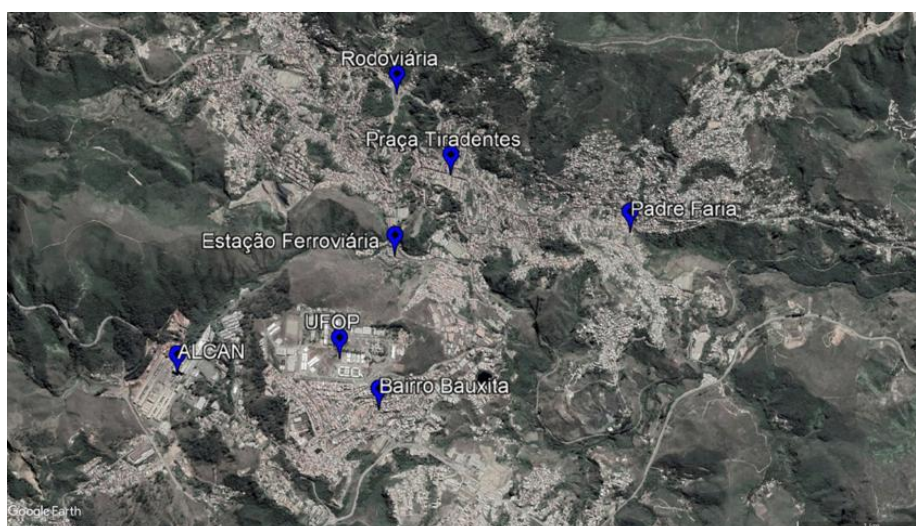 Rodoviária
Praça Tiradentes
Padre Faria
Estação Ferroviária
UFOP
ALCAN
Bairro Bauxita
Google Earth